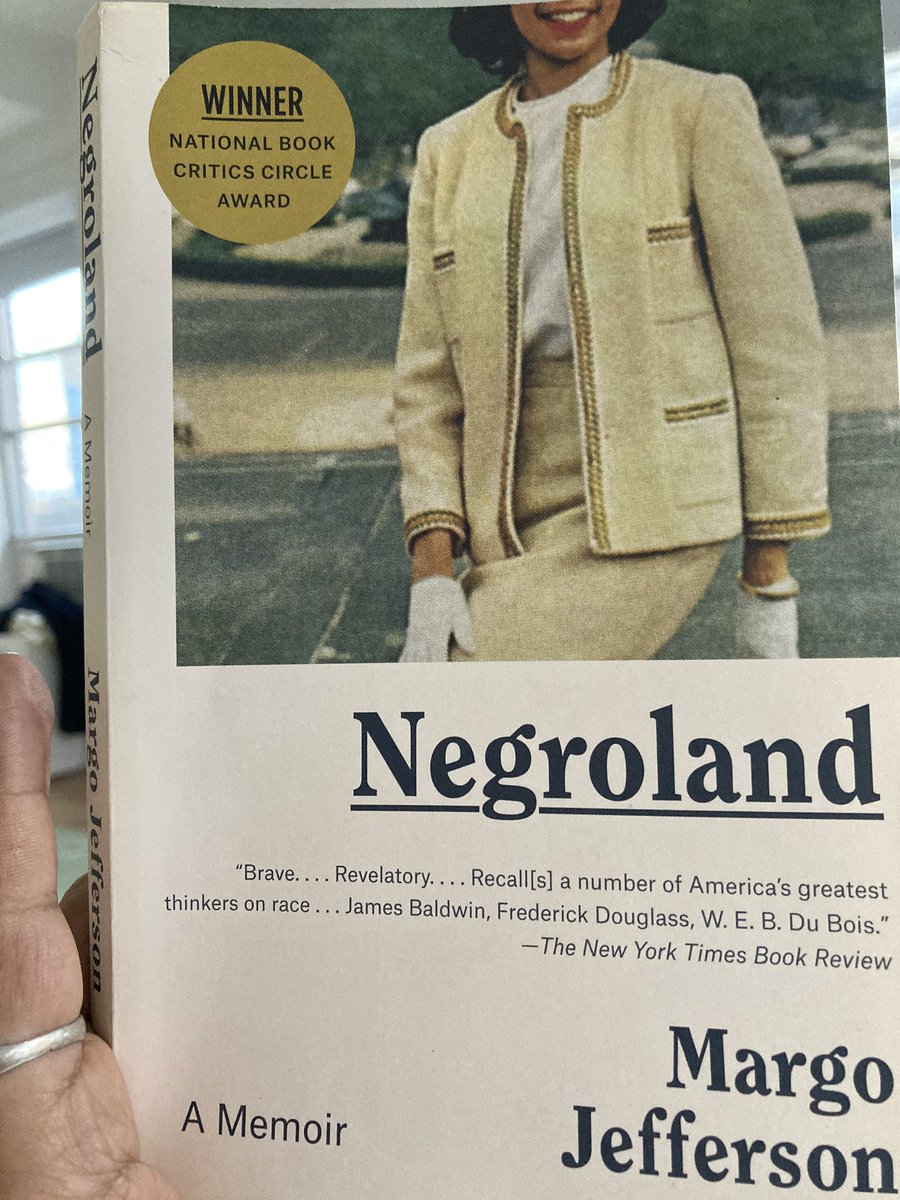 WINNER
NATIONAL BOOK
CRITICS CIRCLE
AWARD
Negroland
A Memoir
Margo Jefferson
Negroland
“Brave. . . . Revelatory. . . . Recall[s] a number of America’s greatest
thinkers on race . . . James Baldwin, Frederick Douglass, W. E. B. Du Bois.”
—The New York Times Book Review
Margo
Jefferson
A Memoir